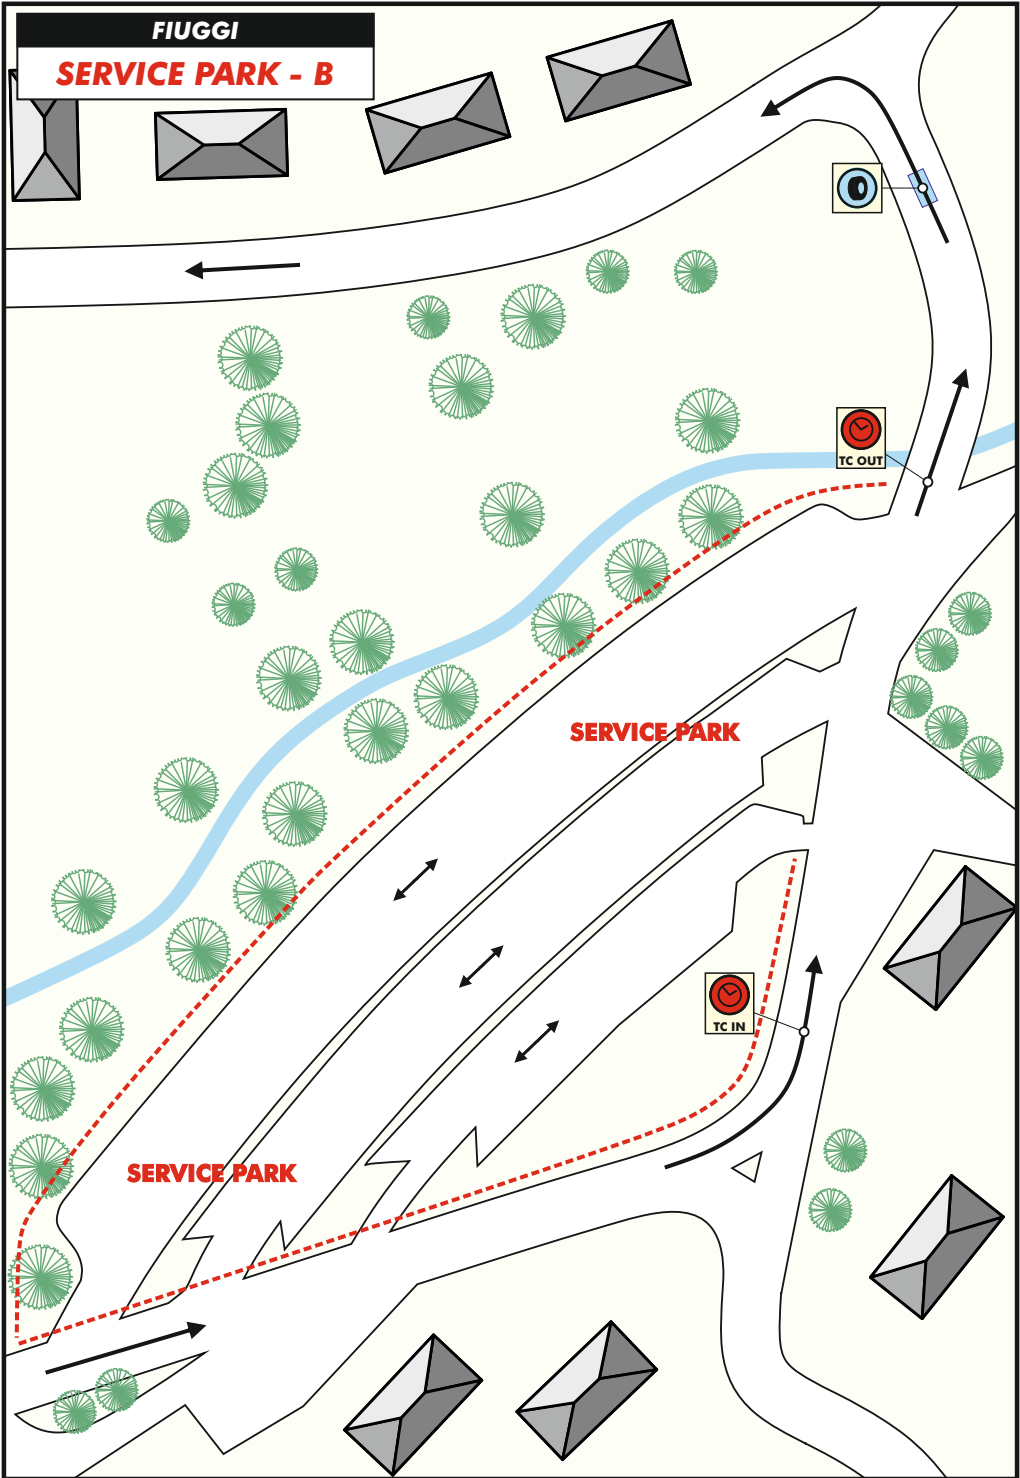 FIUGGI
SERVICE PARK - B
TC OUT
SERVICE PARK
TC IN
SERVICE PARK